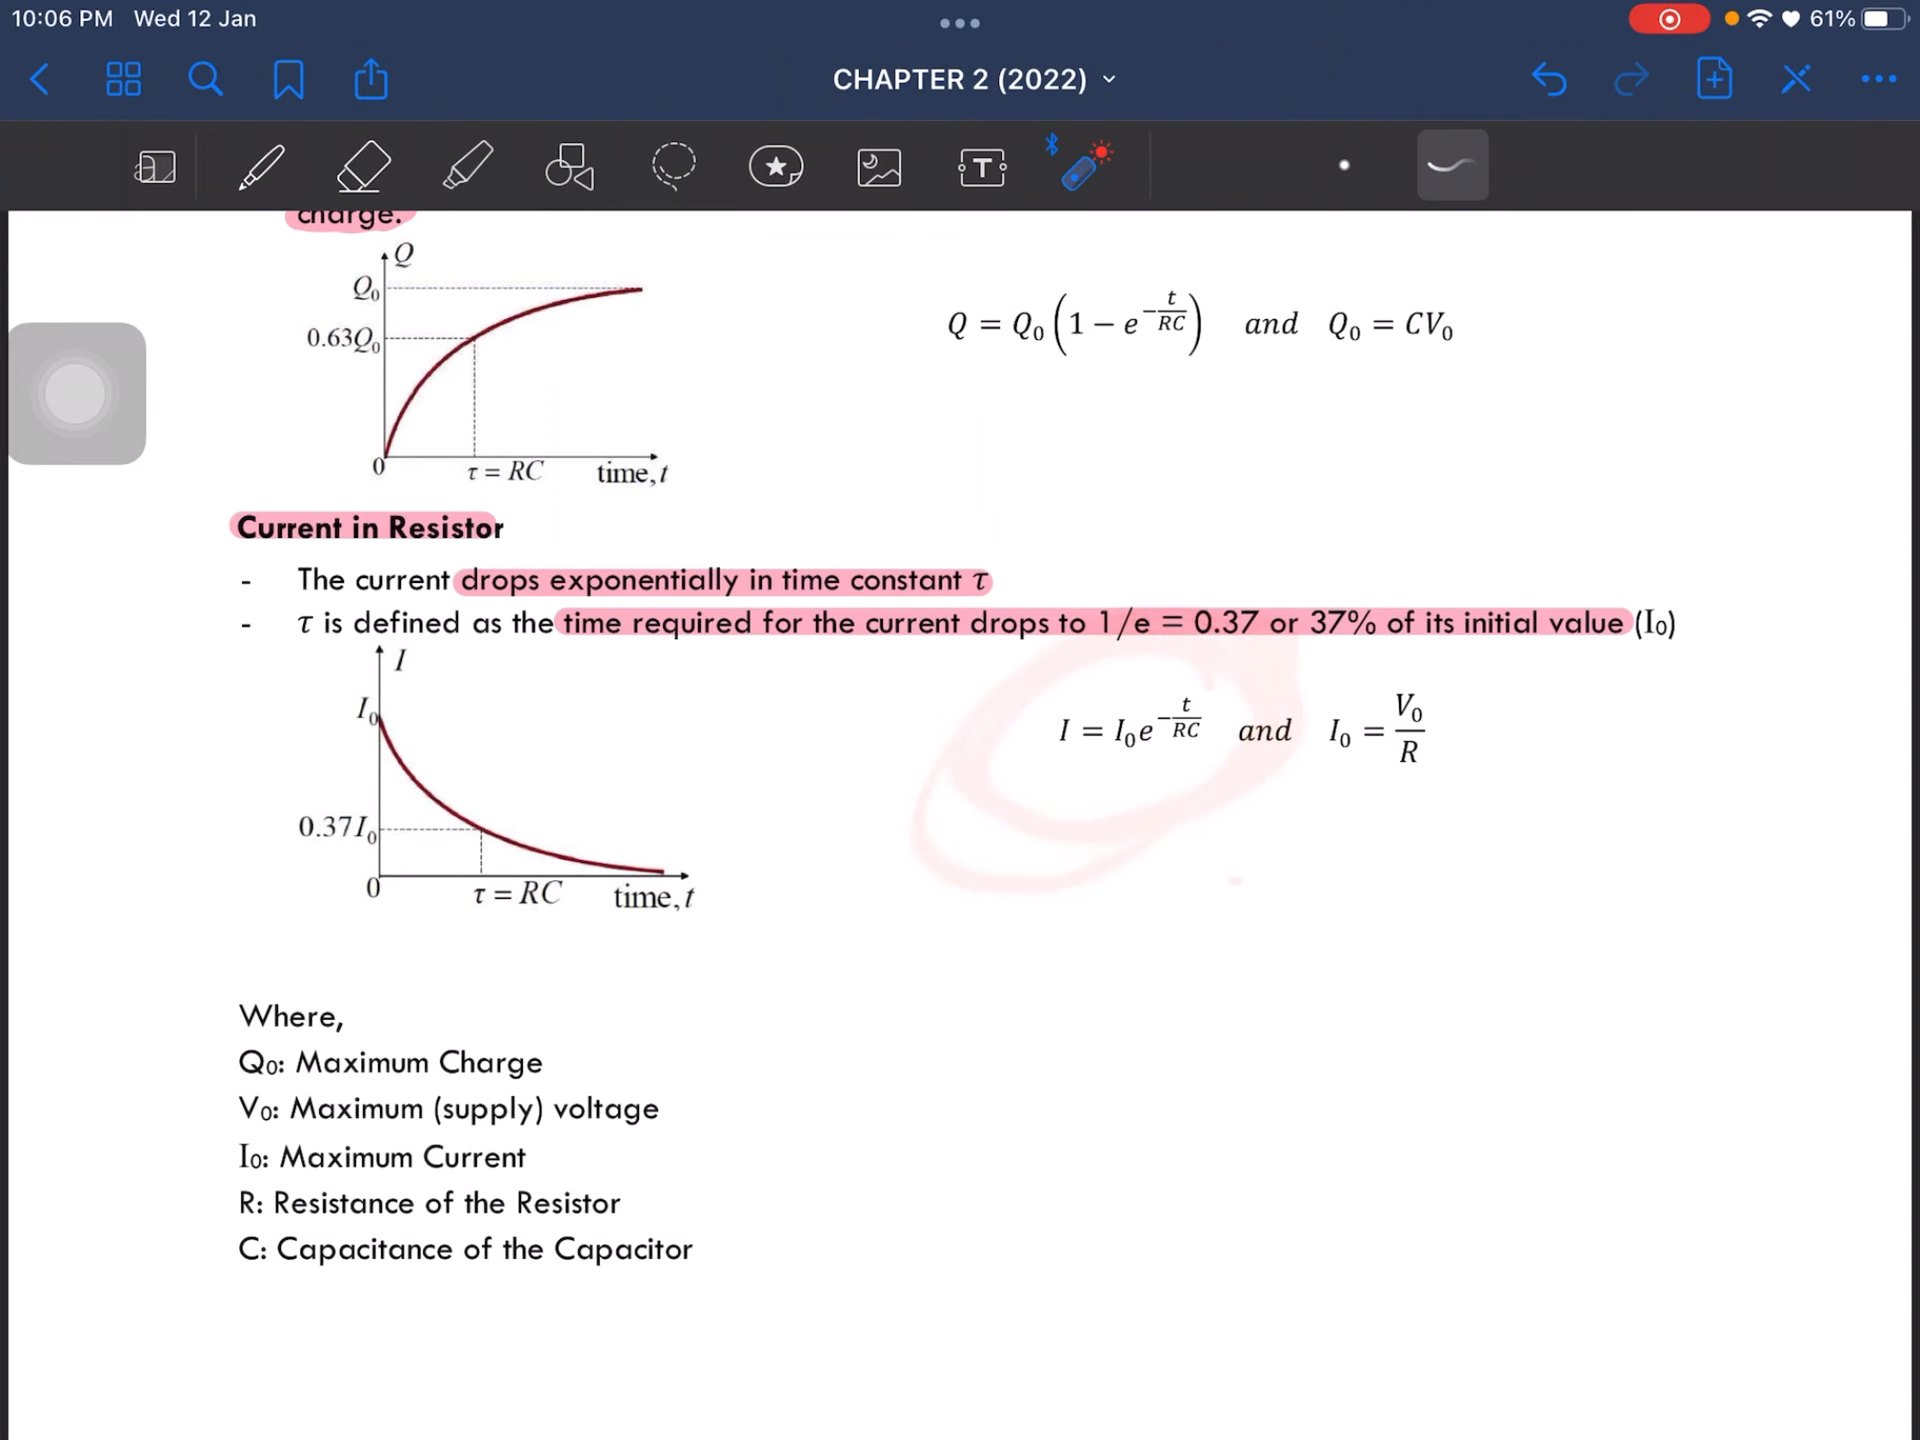 10:06 PM Wed 12 Jan
61%
CHAPTER 2 (2022)
T
charge.
Q
Q₀
0.63Q₀
0
τ = RC
time, t
Q = Q₀(1 − e^(−t/RC)) and Q₀ = CV₀
Current in Resistor
- The current drops exponentially in time constant τ
- τ is defined as the time required for the current drops to 1/e = 0.37 or 37% of its initial value (I₀)
I
I₀
0.37I₀
0
τ = RC
time, t
I = I₀e^(−t/RC) and I₀ = V₀/R
Where,
Q₀: Maximum Charge
V₀: Maximum (supply) voltage
I₀: Maximum Current
R: Resistance of the Resistor
C: Capacitance of the Capacitor